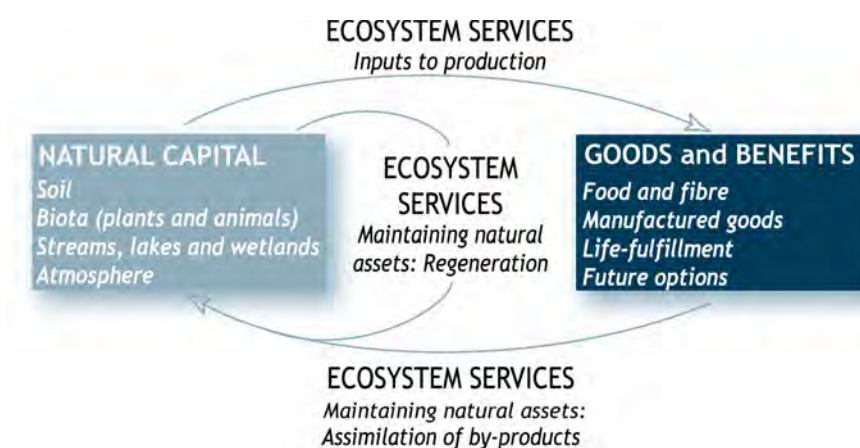 ECOSYSTEM SERVICES
Inputs to production
NATURAL CAPITAL
Soil
Biota (plants and animals)
Streams, lakes and wetlands
Atmosphere
ECOSYSTEM
SERVICES
Maintaining natural
assets: Regeneration
GOODS and BENEFITS
Food and fibre
Manufactured goods
Life-fulfillment
Future options
ECOSYSTEM SERVICES
Maintaining natural assets:
Assimilation of by-products